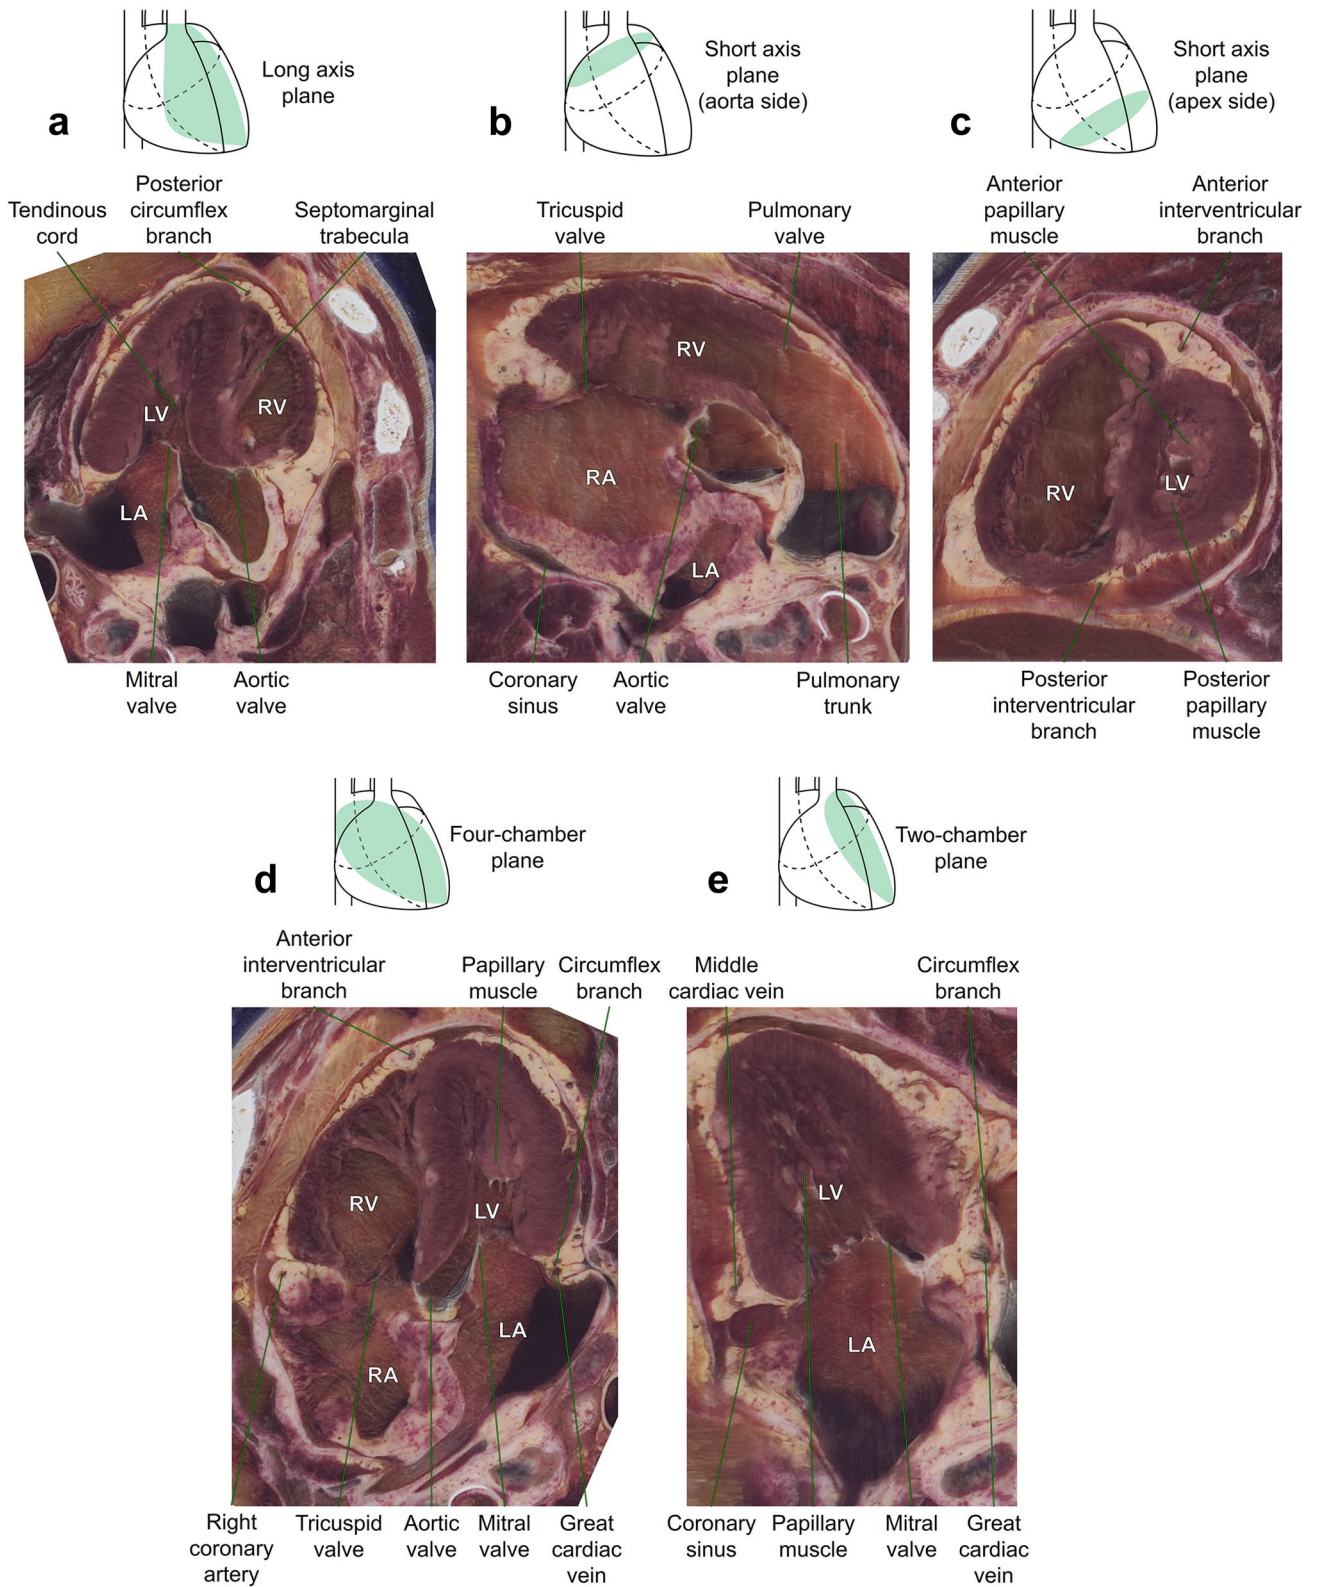 a
Long axis
plane
b
Short axis
plane
(aorta side)
c
Short axis
plane
(apex side)
Tendinous
cord
Posterior
circumflex
branch
Septomarginal
trabecula
Tricuspid
valve
Pulmonary
valve
Anterior
papillary
muscle
Anterior
interventricular
branch
LV
RV
LA
RV
RA
LA
RV
LV
Mitral
valve
Aortic
valve
Coronary
sinus
Aortic
valve
Pulmonary
trunk
Posterior
interventricular
branch
Posterior
papillary
muscle
d
Four-chamber
plane
e
Two-chamber
plane
Anterior
interventricular
branch
Papillary
muscle
Circumflex
branch
Middle
cardiac vein
Circumflex
branch
RV
LV
LA
RA
LV
LA
Right
coronary
artery
Tricuspid
valve
Aortic
valve
Mitral
valve
Great
cardiac
vein
Coronary
sinus
Papillary
muscle
Mitral
valve
Great
cardiac
vein